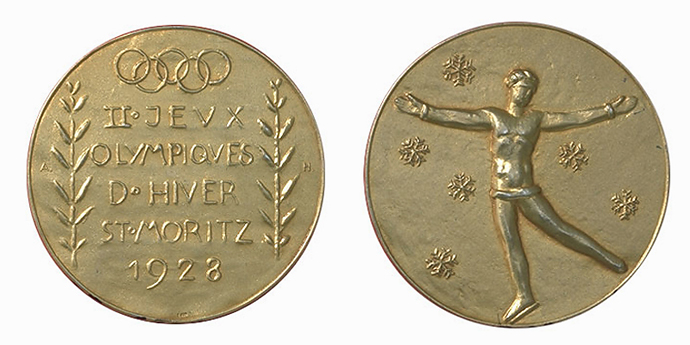 II·JEVX
A OLYMPIQVES H
D·HIVER
ST·MORITZ
1928